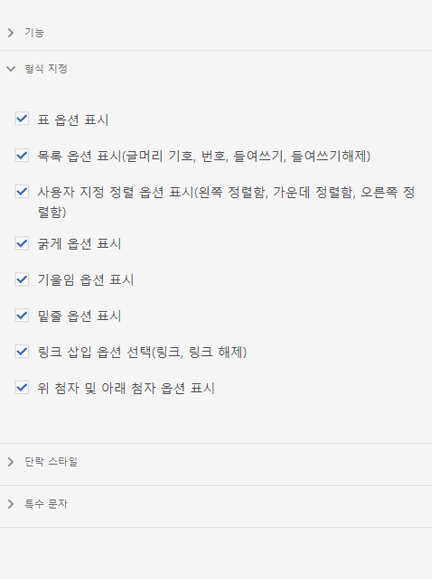 기능
형식 지정
표 옵션 표시
목록 옵션 표시(글머리 기호, 번호, 들여쓰기, 들여쓰기해제)
사용자 지정 정렬 옵션 표시(왼쪽 정렬함, 가운데 정렬함, 오른쪽 정
렬함)
굵게 옵션 표시
기울임 옵션 표시
밑줄 옵션 표시
링크 삽입 옵션 선택(링크, 링크 해제)
위 첨자 및 아래 첨자 옵션 표시
단락 스타일
특수 문자